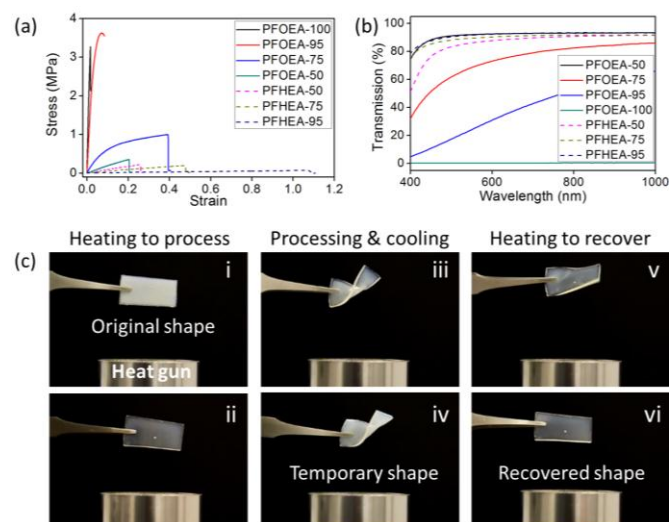 (a)
Stress (MPa)
4
3
2
1
0
0.0 0.2 0.4 0.6 0.8 1.0 1.2
Strain
PFOEA-100
PFOEA-95
PFOEA-75
PFOEA-50
PFHEA-50
PFHEA-75
PFHEA-95
(b)
Transmission (%)
100
80
60
40
20
0
400 600 800 1000
Wavelength (nm)
PFOEA-50
PFOEA-75
PFOEA-95
PFOEA-100
PFHEA-50
PFHEA-75
PFHEA-95
(c)
Heating to process
Processing & cooling
Heating to recover
i
Original shape
Heat gun
iii
v
ii
iv
Temporary shape
vi
Recovered shape